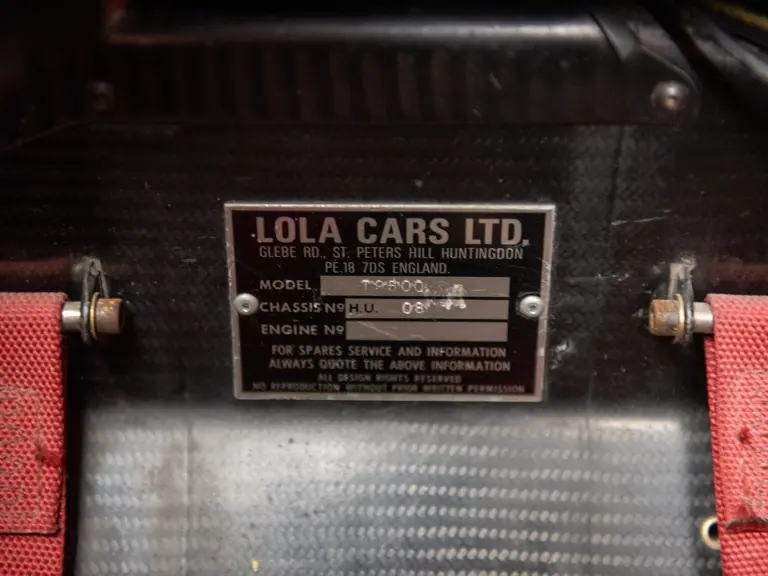 LOLA CARS LTD.
GLEBE RD., ST. PETERS HILL HUNTINGDON
PE.18 7DS ENGLAND.
MODEL T9600
CHASSIS Nº H.U. 08
ENGINE Nº
FOR SPARES SERVICE AND INFORMATION
ALWAYS QUOTE THE ABOVE INFORMATION
ALL DESIGN RIGHTS RESERVED
NO REPRODUCTION WITHOUT PRIOR WRITTEN PERMISSION